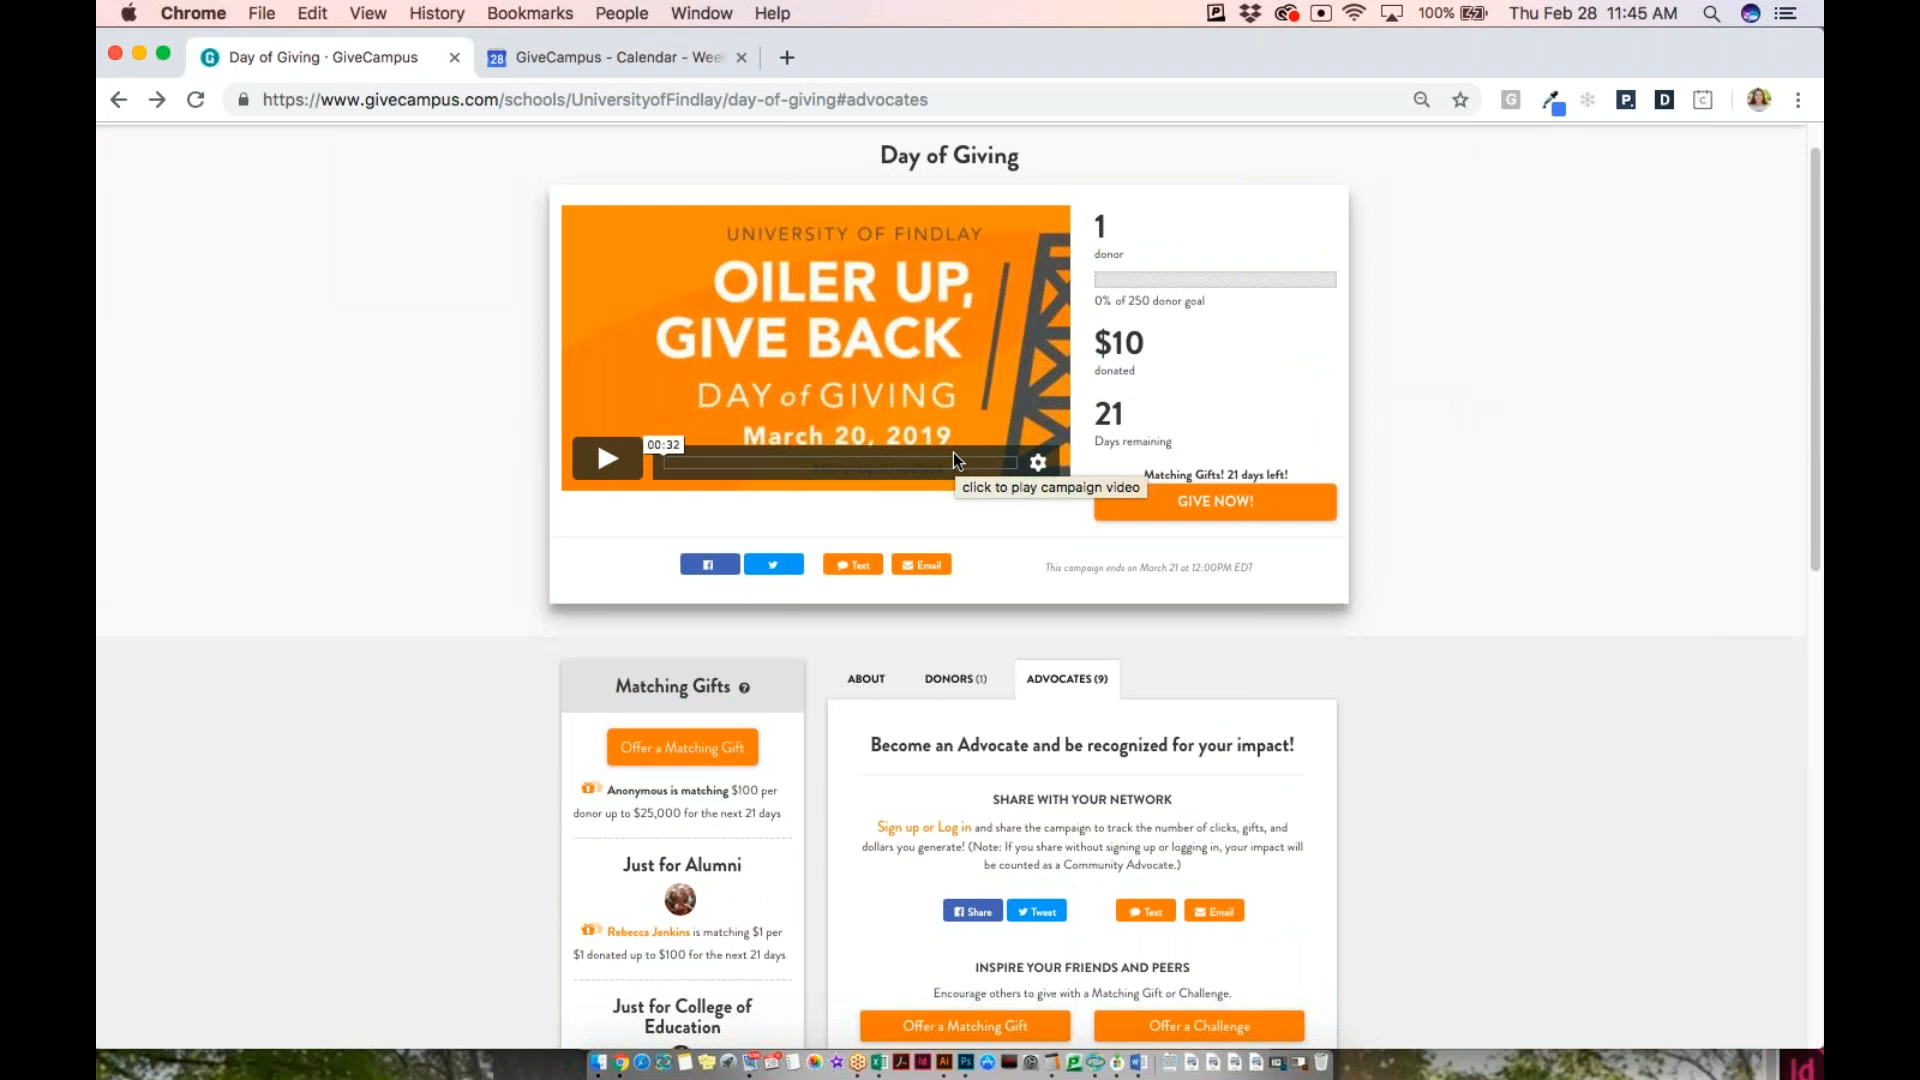 Chrome File Edit View History Bookmarks People Window Help 100% Thu Feb 28 11:45 AM
Day of Giving · GiveCampus
28 GiveCampus - Calendar - Wee
https://www.givecampus.com/schools/UniversityofFindlay/day-of-giving#advocates
Day of Giving
UNIVERSITY OF FINDLAY
OILER UP,
GIVE BACK
DAY of GIVING
March 20, 2019
00:32
click to play campaign video
1
donor
0% of 250 donor goal
$10
donated
21
Days remaining
Matching Gifts! 21 days left!
GIVE NOW!
Text
Email
This campaign ends on March 21 at 12:00PM EDT
Matching Gifts ?
Offer a Matching Gift
Anonymous is matching $100 per
donor up to $25,000 for the next 21 days
Just for Alumni
Rebecca Jenkins is matching $1 per
$1 donated up to $100 for the next 21 days
Just for College of
Education
ABOUT
DONORS (1)
ADVOCATES (9)
Become an Advocate and be recognized for your impact!
SHARE WITH YOUR NETWORK
Sign up or Log in and share the campaign to track the number of clicks, gifts, and
dollars you generate! (Note: If you share without signing up or logging in, your impact will
be counted as a Community Advocate.)
Share
Tweet
Text
Email
INSPIRE YOUR FRIENDS AND PEERS
Encourage others to give with a Matching Gift or Challenge.
Offer a Matching Gift
Offer a Challenge